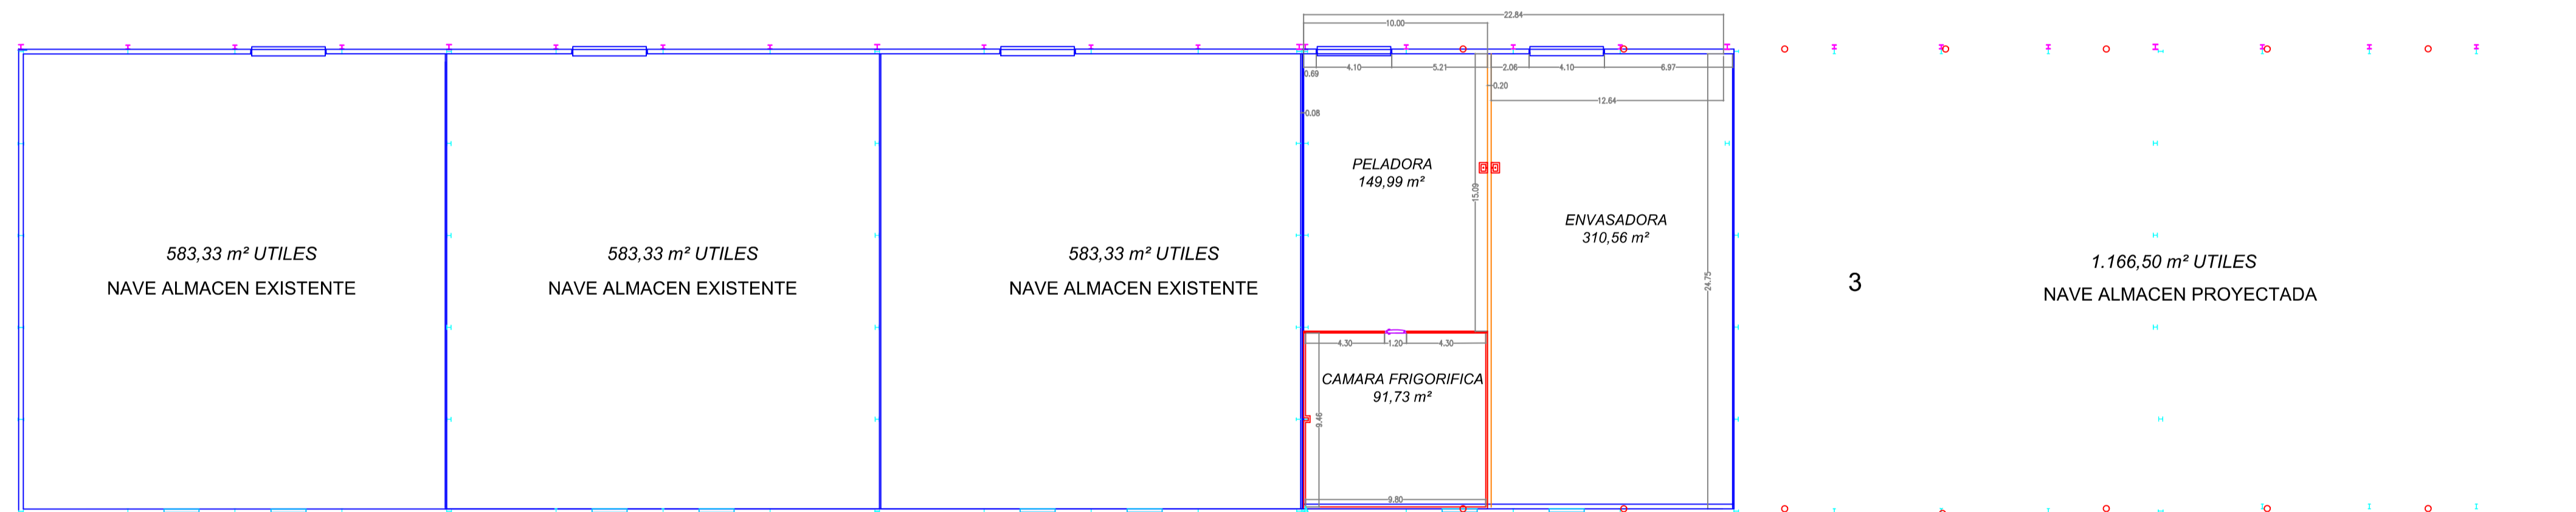 22.84
10.00
4.10
5.21
2.06
4.10
6.97
0.69
0.20
12.64
0.08
PELADORA
149,99 m²
15.09
ENVASADORA
310,56 m²
583,33 m² UTILES
NAVE ALMACEN EXISTENTE
583,33 m² UTILES
NAVE ALMACEN EXISTENTE
583,33 m² UTILES
NAVE ALMACEN EXISTENTE
24.75
3
1.166,50 m² UTILES
NAVE ALMACEN PROYECTADA
4.30
1.20
4.30
CAMARA FRIGORIFICA
91,73 m²
9.46
9.80